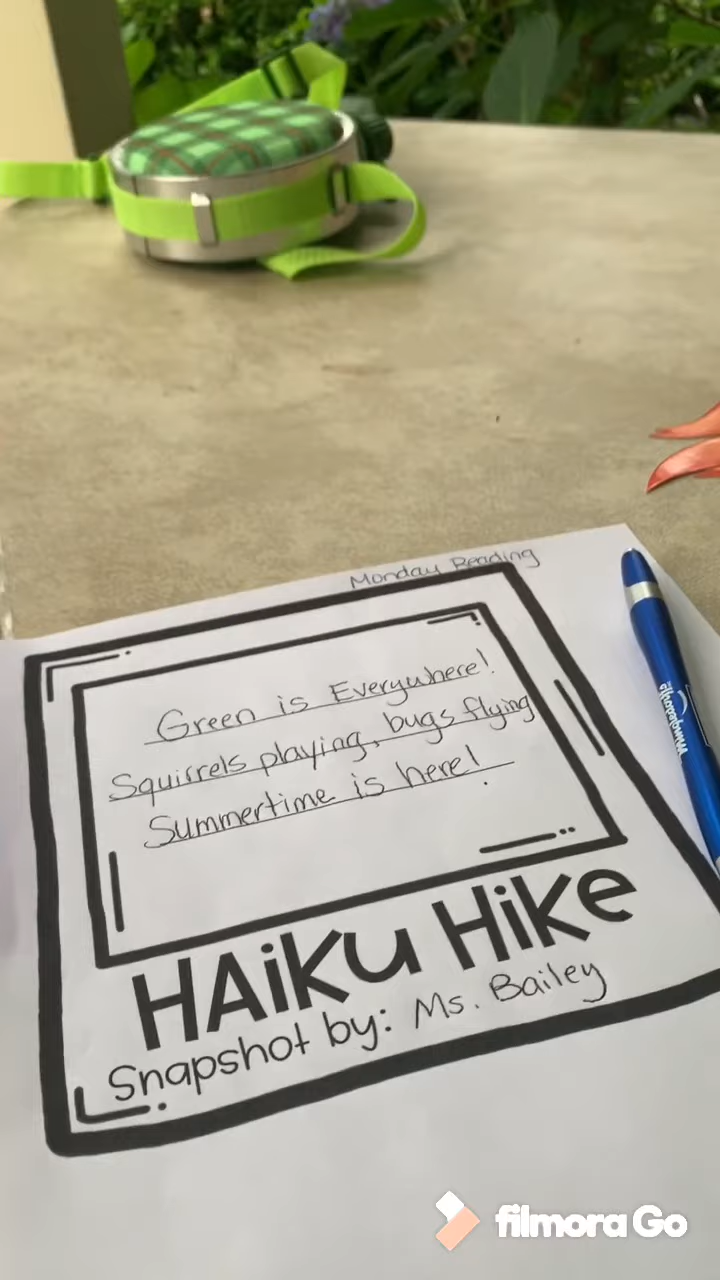 Monday Reading
Green is Everywhere!
Squirrels playing, bugs flying
Summertime is here!
HAiKU HiKe
Snapshot by: Ms. Bailey
filmora Go